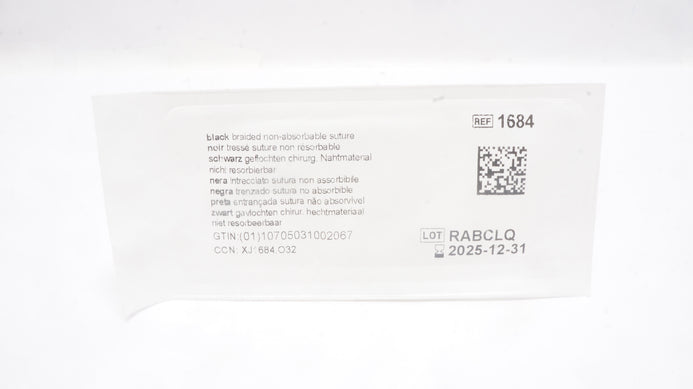 black braided non-absorbable suture
noir tressé suture non résorbable
schwarz geflochten chirurg. Nahtmaterial
nicht resorbierbar
nera intrecciato sutura non assorbibile
negra trenzado sutura no absorbible
preta entrançada sutura não absorvível
zwart gevlochten chirur. hechtmateriaal
niet resorbeerbaar
GTIN:(01)10705031002067
CCN: XJ1684.O32
REF 1684
LOT RABCLQ
2025-12-31